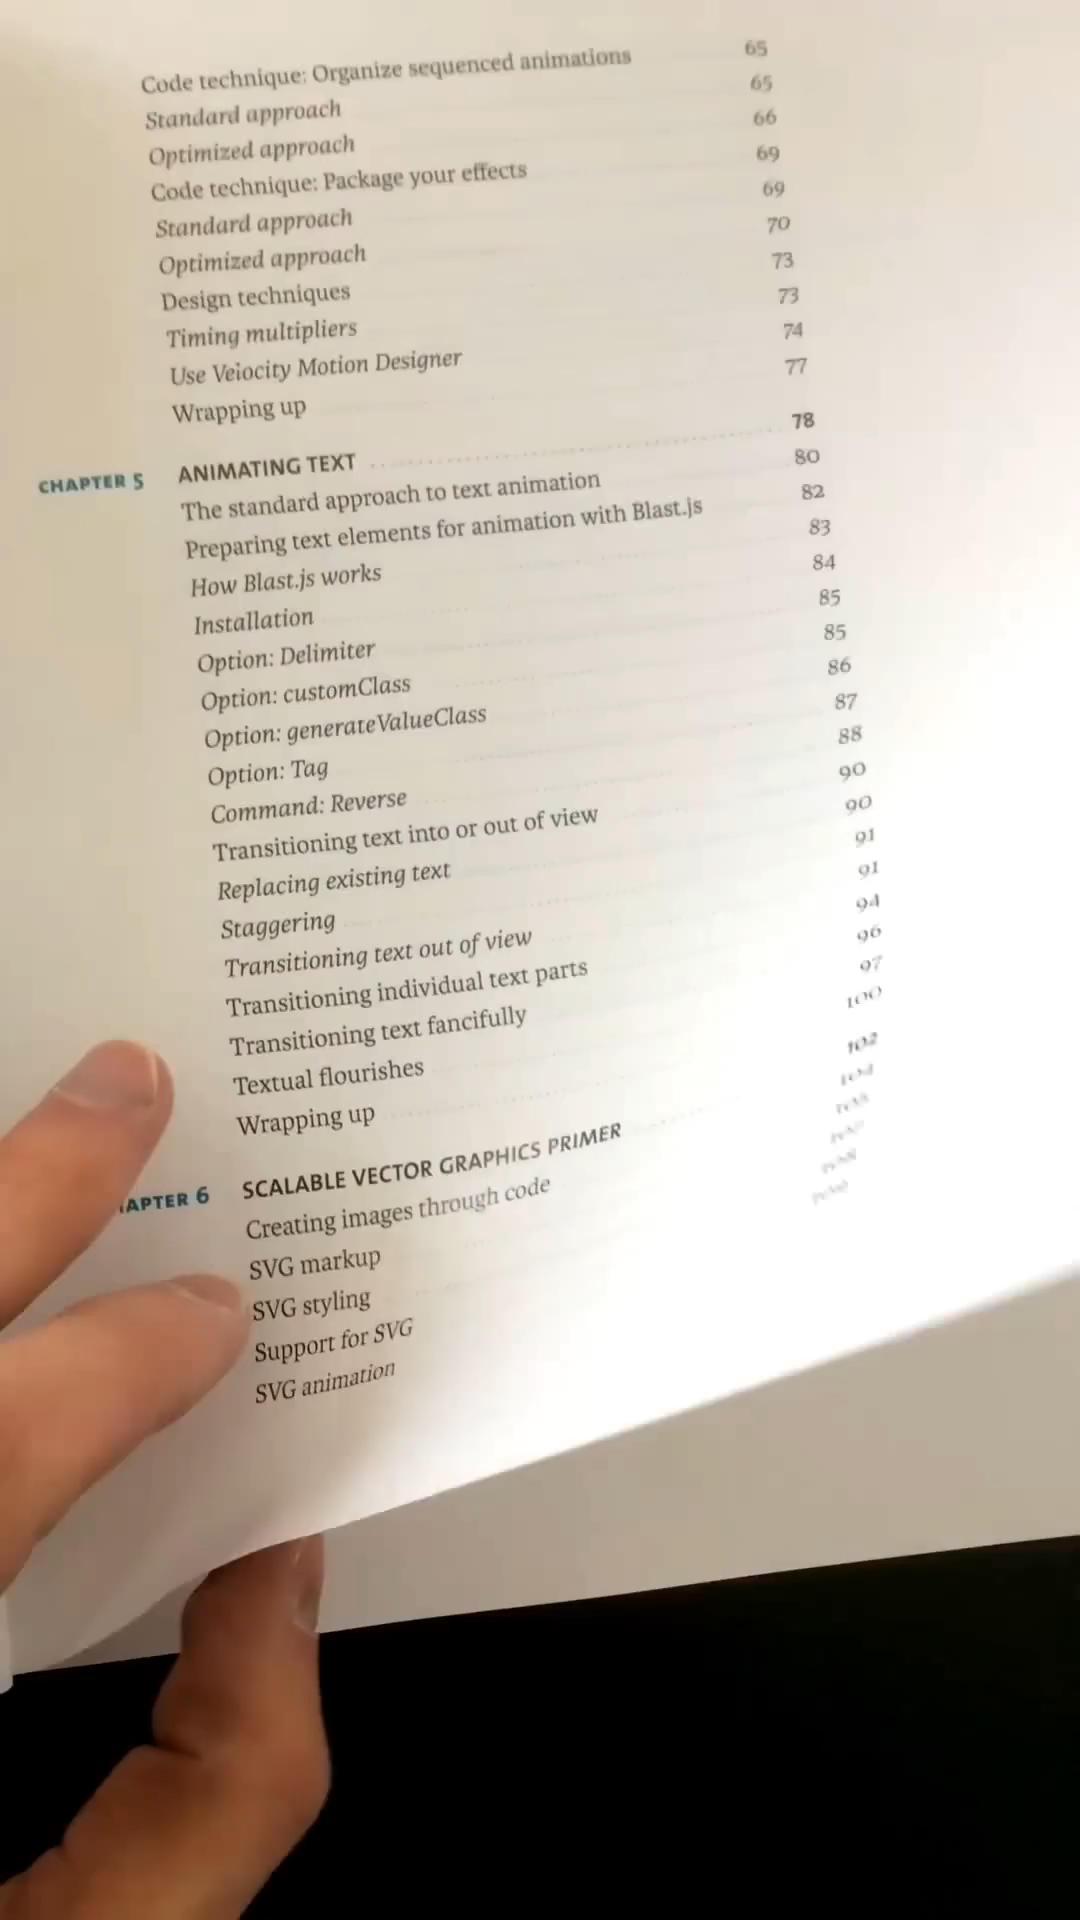 Code technique: Organize sequenced animations 65
Standard approach 65
Optimized approach 66
Code technique: Package your effects 69
Standard approach 69
Optimized approach 70
Design techniques 73
Timing multipliers 73
Use Velocity Motion Designer 74
Wrapping up 77
CHAPTER 5 ANIMATING TEXT 78
The standard approach to text animation 80
Preparing text elements for animation with Blast.js 82
How Blast.js works 83
Installation 84
Option: Delimiter 85
Option: customClass 85
Option: generateValueClass 86
Option: Tag 87
Command: Reverse 88
Transitioning text into or out of view 90
Replacing existing text 90
Staggering 91
Transitioning text out of view 91
Transitioning individual text parts 94
Transitioning text fancifully 96
Textual flourishes 97
Wrapping up 100
APTER 6 SCALABLE VECTOR GRAPHICS PRIMER 102
Creating images through code 104
SVG markup
SVG styling
Support for SVG
SVG animation